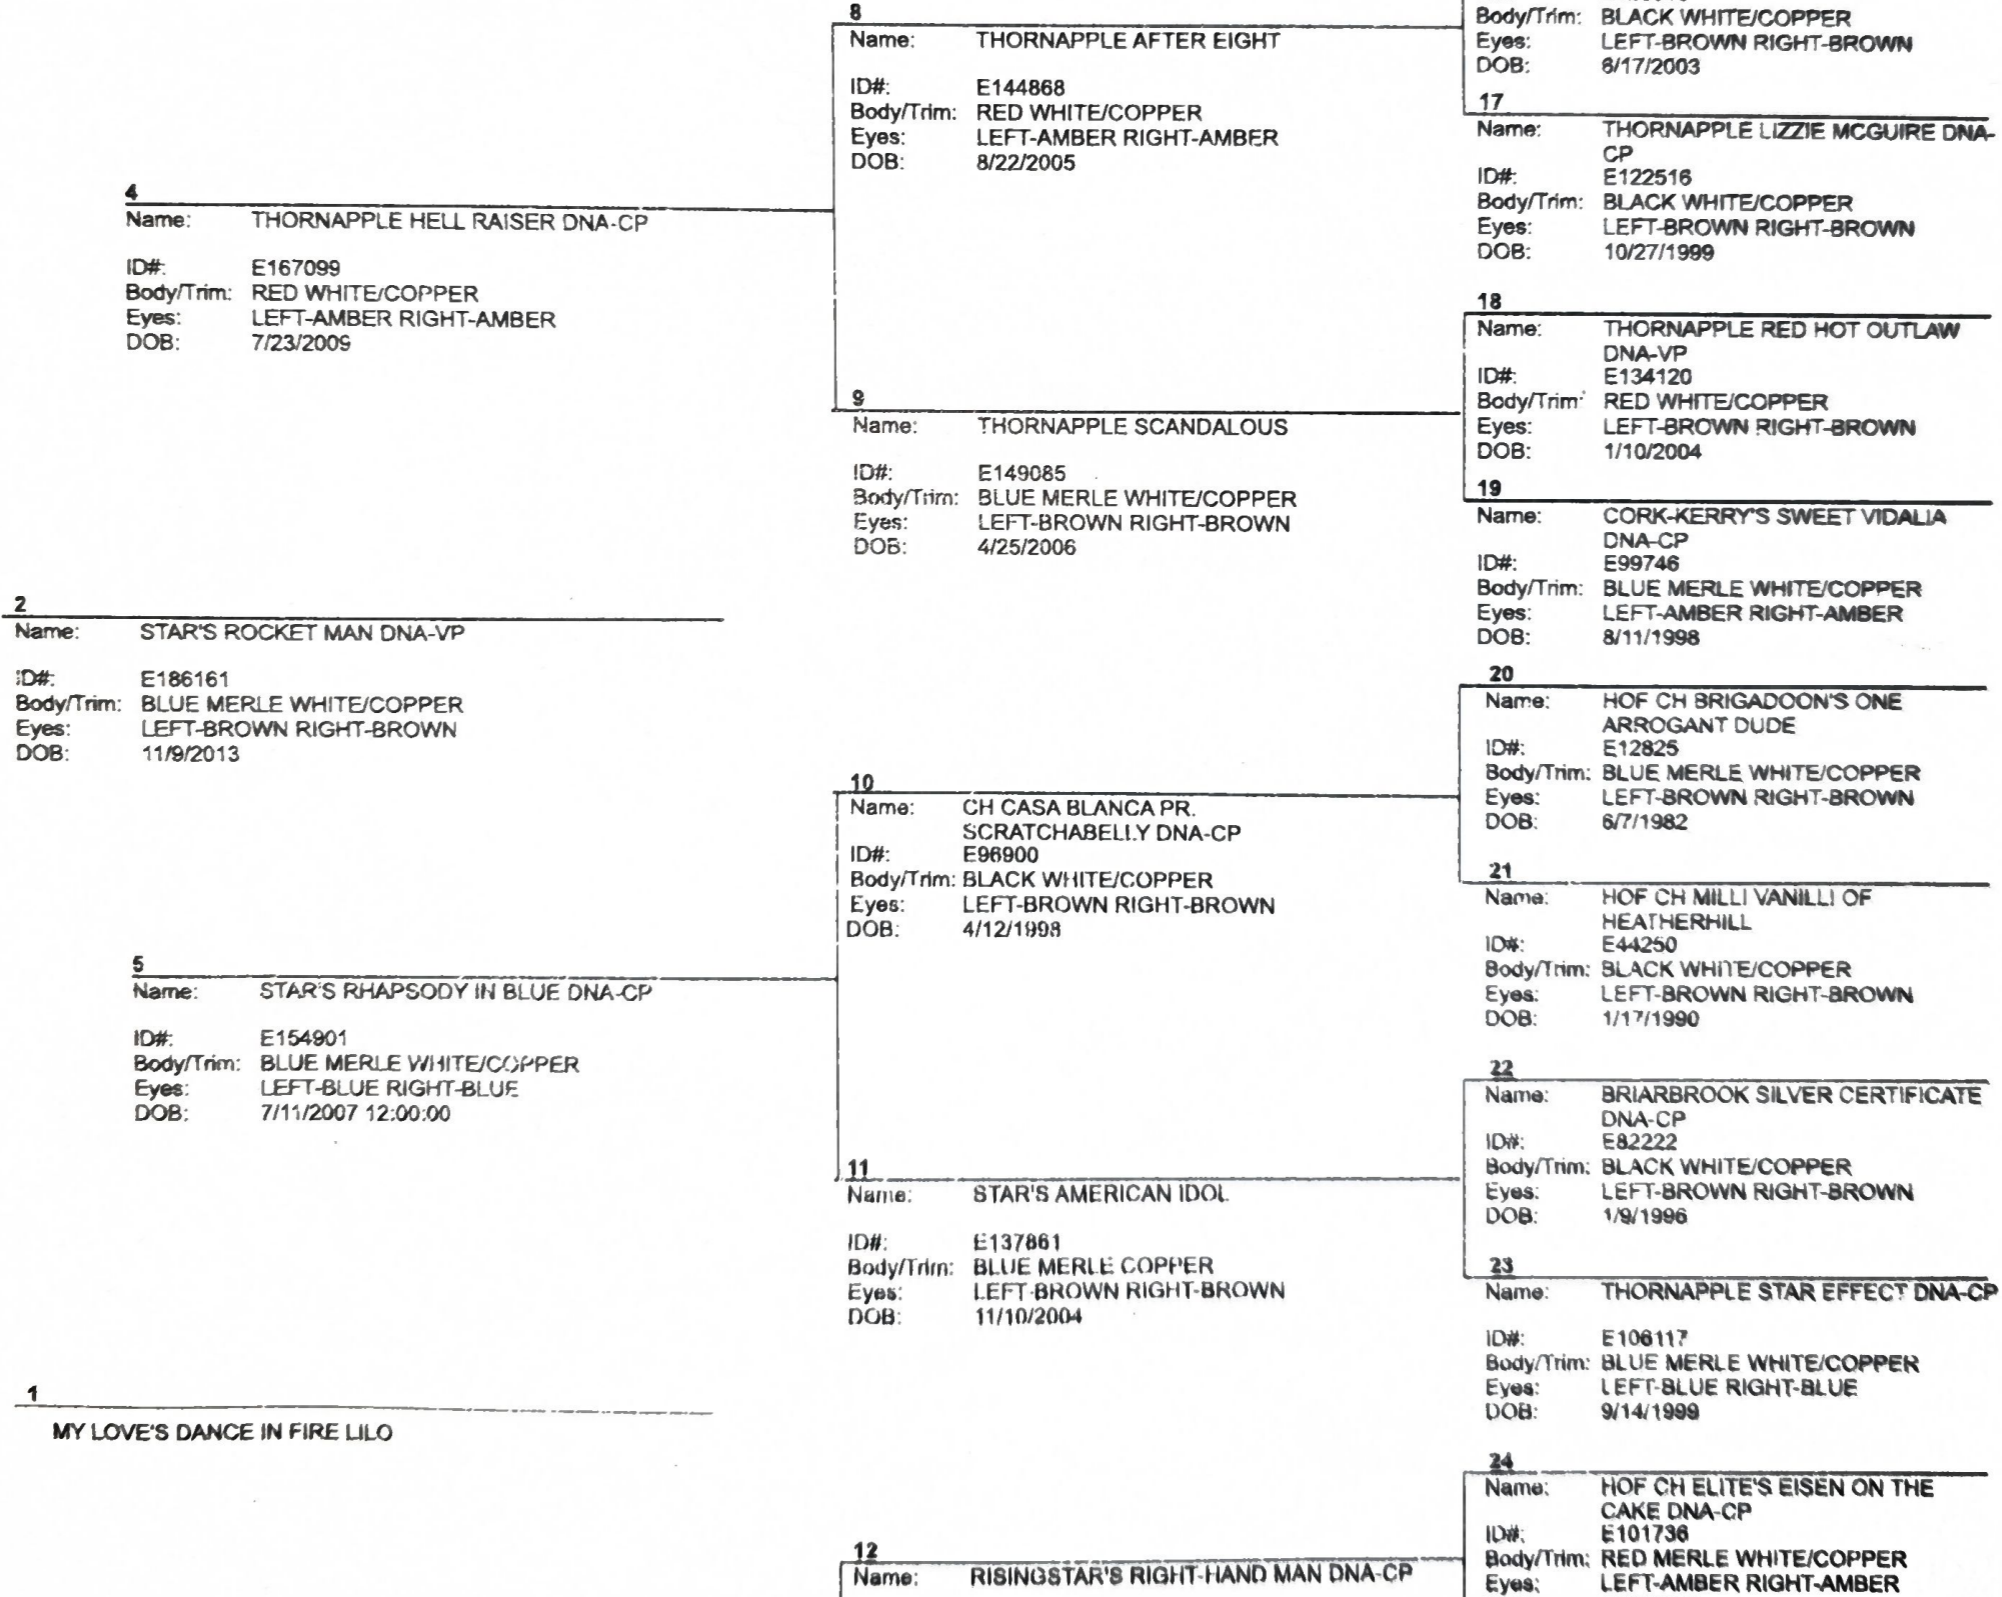 8
Name: THORNAPPLE AFTER EIGHT
ID#: E144868
Body/Trim: RED WHITE/COPPER
Eyes: LEFT-AMBER RIGHT-AMBER
DOB: 8/22/2005
Body/Trim: BLACK WHITE/COPPER
Eyes: LEFT-BROWN RIGHT-BROWN
DOB: 6/17/2003
17
Name: THORNAPPLE LIZZIE MCGUIRE DNA-
CP
ID#: E122516
Body/Trim: BLACK WHITE/COPPER
Eyes: LEFT-BROWN RIGHT-BROWN
DOB: 10/27/1999
4
Name: THORNAPPLE HELL RAISER DNA-CP
ID#: E167099
Body/Trim: RED WHITE/COPPER
Eyes: LEFT-AMBER RIGHT-AMBER
DOB: 7/23/2009
18
Name: THORNAPPLE RED HOT OUTLAW
DNA-VP
ID#: E134120
Body/Trim: RED WHITE/COPPER
Eyes: LEFT-BROWN RIGHT-BROWN
DOB: 1/10/2004
9
Name: THORNAPPLE SCANDALOUS
ID#: E149085
Body/Trim: BLUE MERLE WHITE/COPPER
Eyes: LEFT-BROWN RIGHT-BROWN
DOB: 4/25/2006
19
Name: CORK-KERRY'S SWEET VIDALIA
DNA-CP
ID#: E99746
Body/Trim: BLUE MERLE WHITE/COPPER
Eyes: LEFT-AMBER RIGHT-AMBER
DOB: 8/11/1998
2
Name: STAR'S ROCKET MAN DNA-VP
ID#: E186161
Body/Trim: BLUE MERLE WHITE/COPPER
Eyes: LEFT-BROWN RIGHT-BROWN
DOB: 11/9/2013
20
Name: HOF CH BRIGADOON'S ONE
ARROGANT DUDE
ID#: E12825
Body/Trim: BLUE MERLE WHITE/COPPER
Eyes: LEFT-BROWN RIGHT-BROWN
DOB: 6/7/1982
10
Name: CH CASA BLANCA PR.
SCRATCHABELLY DNA-CP
ID#: E96900
Body/Trim: BLACK WHITE/COPPER
Eyes: LEFT-BROWN RIGHT-BROWN
DOB: 4/12/1998
21
Name: HOF CH MILLI VANILLI OF
HEATHERHILL
ID#: E44250
Body/Trim: BLACK WHITE/COPPER
Eyes: LEFT-BROWN RIGHT-BROWN
DOB: 1/17/1990
5
Name: STAR'S RHAPSODY IN BLUE DNA-CP
ID#: E154901
Body/Trim: BLUE MERLE WHITE/COPPER
Eyes: LEFT-BLUE RIGHT-BLUE
DOB: 7/11/2007 12:00:00
22
Name: BRIARBROOK SILVER CERTIFICATE
DNA-CP
ID#: E82222
Body/Trim: BLACK WHITE/COPPER
Eyes: LEFT-BROWN RIGHT-BROWN
DOB: 1/9/1996
11
Name: STAR'S AMERICAN IDOL
ID#: E137861
Body/Trim: BLUE MERLE COPPER
Eyes: LEFT-BROWN RIGHT-BROWN
DOB: 11/10/2004
23
Name: THORNAPPLE STAR EFFECT DNA-CP
ID#: E106117
Body/Trim: BLUE MERLE WHITE/COPPER
Eyes: LEFT-BLUE RIGHT-BLUE
DOB: 9/14/1999
1
MY LOVE'S DANCE IN FIRE LILO
24
Name: HOF CH ELITE'S EISEN ON THE
CAKE DNA-CP
ID#: E101736
Body/Trim: RED MERLE WHITE/COPPER
Eyes: LEFT-AMBER RIGHT-AMBER
12
Name: RISINGSTAR'S RIGHT-HAND MAN DNA-CP